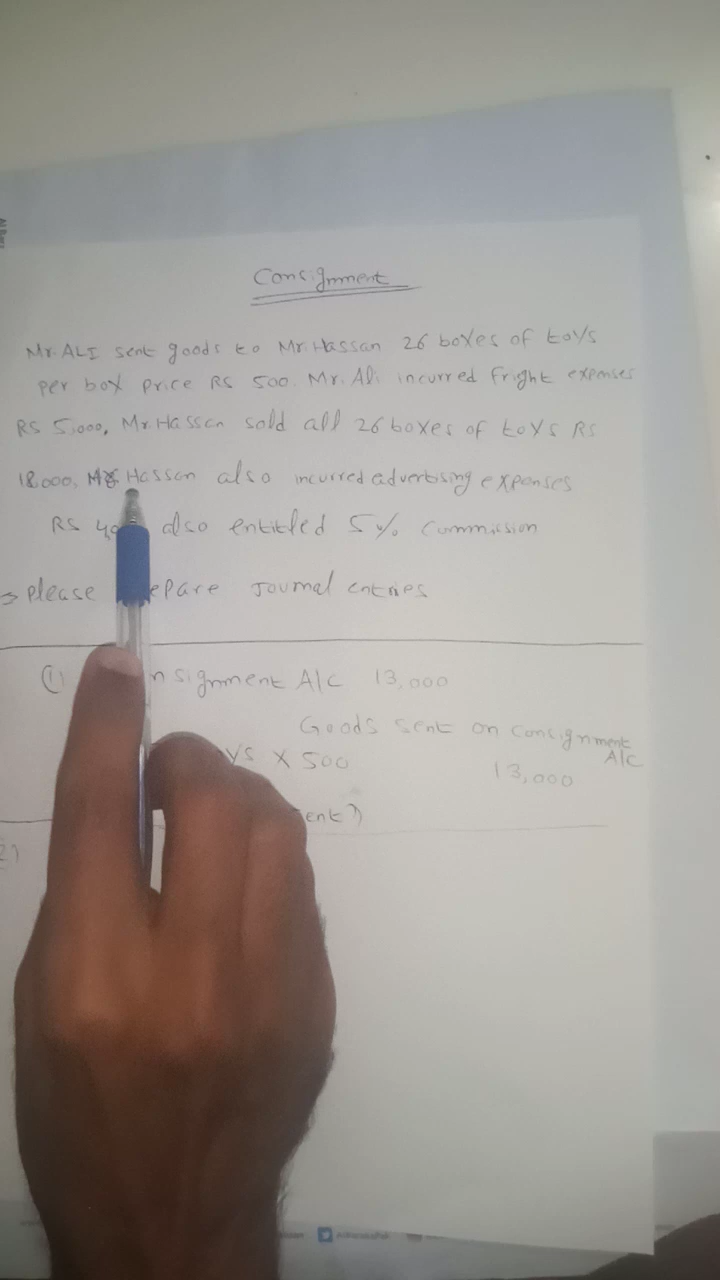 Consignment
Mr. ALI sent goods to Mr. Hassan 26 boxes of toys
per box price RS 500. Mr. Ali incurred fright expenses
RS 5,000, Mr. Hassan sold all 26 boxes of toys RS
18,000, Mr Hassan also incurred advertising expenses
RS also entitled 5% commission
→ please epare Journal entries
(1) nsignment A/C 13,000
Goods sent on consignment
A/C
ys X 500
13,000
ent)
2)